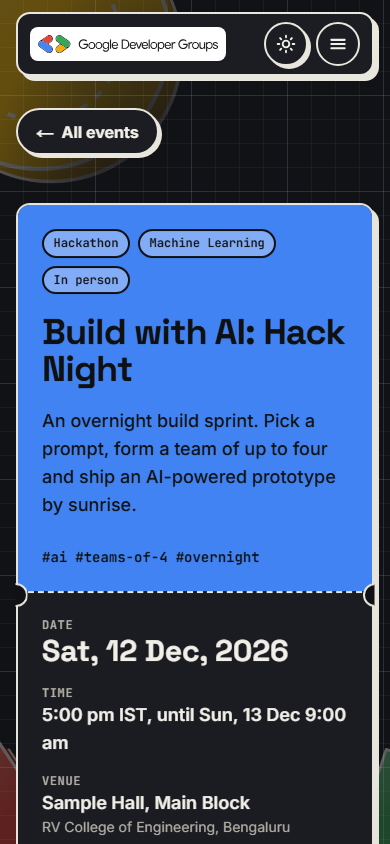 Google Developer Groups
← All events
Hackathon
Machine Learning
In person
Build with AI: Hack
Night
An overnight build sprint. Pick a
prompt, form a team of up to four
and ship an AI-powered prototype
by sunrise.
#ai #teams-of-4 #overnight
DATE
Sat, 12 Dec, 2026
TIME
5:00 pm IST, until Sun, 13 Dec 9:00
am
VENUE
Sample Hall, Main Block
RV College of Engineering, Bengaluru